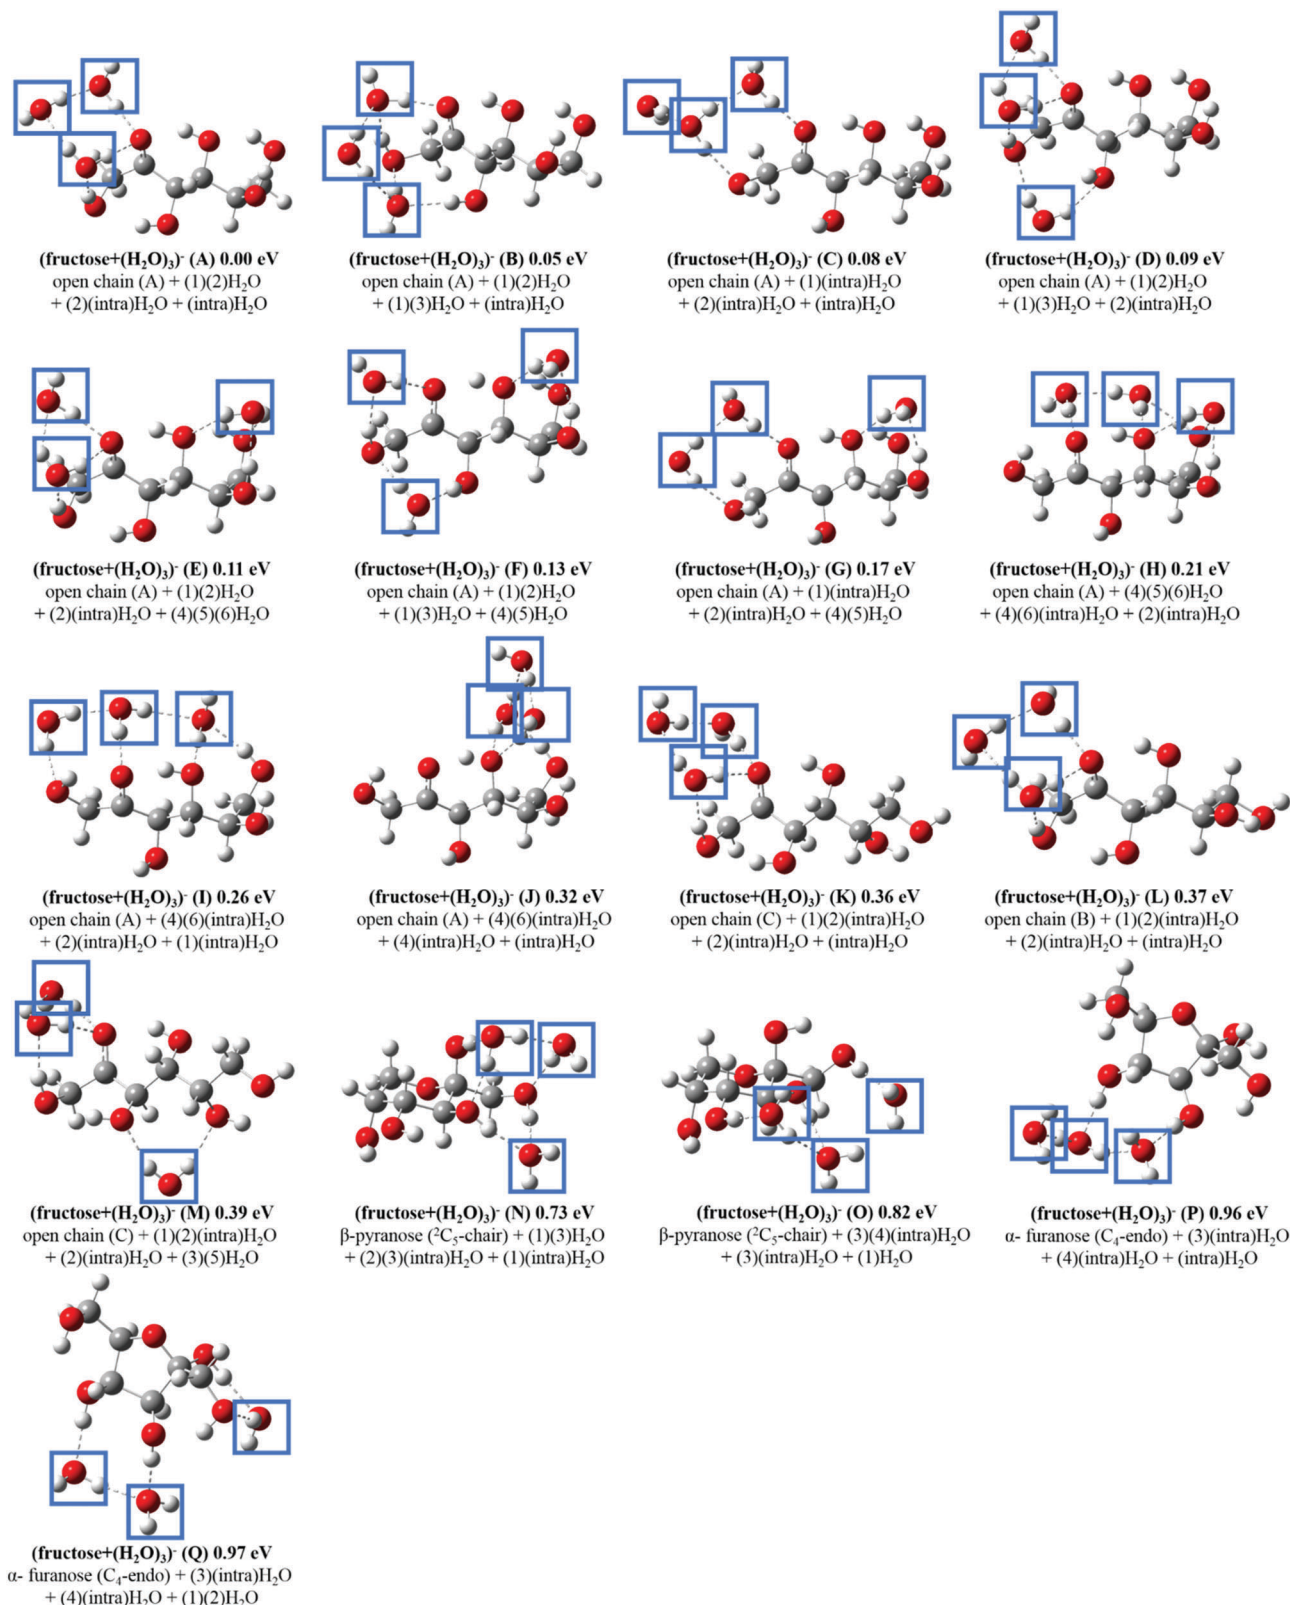 (fructose+(H₂O)₃)⁻ (A) 0.00 eV
open chain (A) + (1)(2)H₂O
+ (2)(intra)H₂O + (intra)H₂O
(fructose+(H₂O)₃)⁻ (B) 0.05 eV
open chain (A) + (1)(2)H₂O
+ (1)(3)H₂O + (intra)H₂O
(fructose+(H₂O)₃)⁻ (C) 0.08 eV
open chain (A) + (1)(intra)H₂O
+ (2)(intra)H₂O + (intra)H₂O
(fructose+(H₂O)₃)⁻ (D) 0.09 eV
open chain (A) + (1)(2)H₂O
+ (1)(3)H₂O + (2)(intra)H₂O
(fructose+(H₂O)₃)⁻ (E) 0.11 eV
open chain (A) + (1)(2)H₂O
+ (2)(intra)H₂O + (4)(5)(6)H₂O
(fructose+(H₂O)₃)⁻ (F) 0.13 eV
open chain (A) + (1)(2)H₂O
+ (1)(3)H₂O + (4)(5)H₂O
(fructose+(H₂O)₃)⁻ (G) 0.17 eV
open chain (A) + (1)(intra)H₂O
+ (2)(intra)H₂O + (4)(5)H₂O
(fructose+(H₂O)₃)⁻ (H) 0.21 eV
open chain (A) + (4)(5)(6)H₂O
+ (4)(6)(intra)H₂O + (2)(intra)H₂O
(fructose+(H₂O)₃)⁻ (I) 0.26 eV
open chain (A) + (4)(6)(intra)H₂O
+ (2)(intra)H₂O + (1)(intra)H₂O
(fructose+(H₂O)₃)⁻ (J) 0.32 eV
open chain (A) + (4)(6)(intra)H₂O
+ (4)(intra)H₂O + (intra)H₂O
(fructose+(H₂O)₃)⁻ (K) 0.36 eV
open chain (C) + (1)(2)(intra)H₂O
+ (2)(intra)H₂O + (intra)H₂O
(fructose+(H₂O)₃)⁻ (L) 0.37 eV
open chain (B) + (1)(2)(intra)H₂O
+ (2)(intra)H₂O + (intra)H₂O
(fructose+(H₂O)₃)⁻ (M) 0.39 eV
open chain (C) + (1)(2)(intra)H₂O
+ (2)(intra)H₂O + (3)(5)H₂O
(fructose+(H₂O)₃)⁻ (N) 0.73 eV
β-pyranose (²C₅-chair) + (1)(3)H₂O
+ (2)(3)(intra)H₂O + (1)(intra)H₂O
(fructose+(H₂O)₃)⁻ (O) 0.82 eV
β-pyranose (²C₅-chair) + (3)(4)(intra)H₂O
+ (3)(intra)H₂O + (1)H₂O
(fructose+(H₂O)₃)⁻ (P) 0.96 eV
α- furanose (C₄-endo) + (3)(intra)H₂O
+ (4)(intra)H₂O + (intra)H₂O
(fructose+(H₂O)₃)⁻ (Q) 0.97 eV
α- furanose (C₄-endo) + (3)(intra)H₂O
+ (4)(intra)H₂O + (1)(2)H₂O